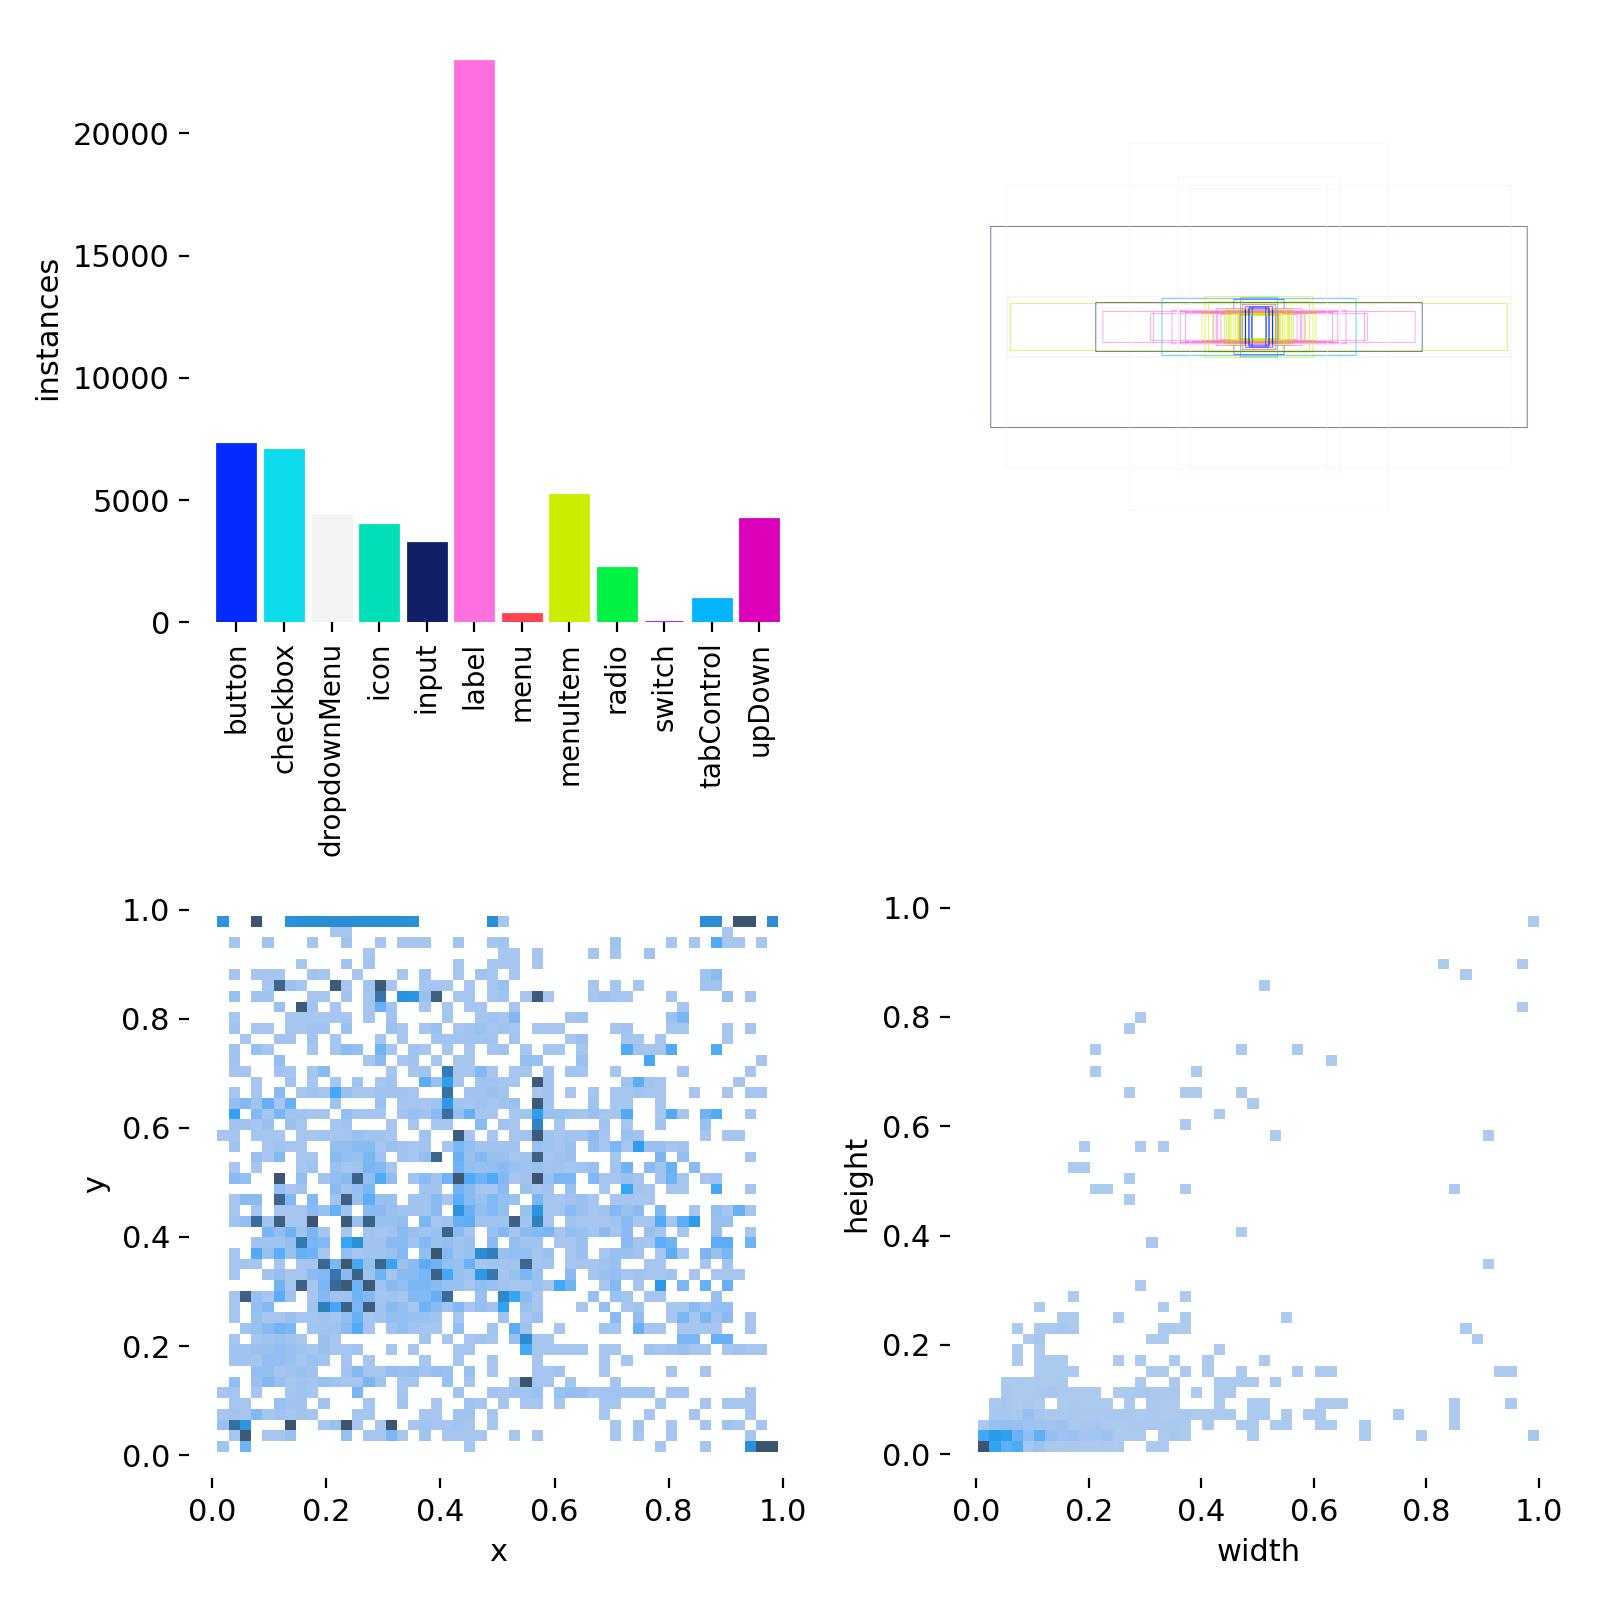 instances
20000
15000
10000
5000
0
button
checkbox
dropdownMenu
icon
input
label
menu
menuItem
radio
switch
tabControl
upDown
y
1.0
0.8
0.6
0.4
0.2
0.0
0.0 0.2 0.4 0.6 0.8 1.0
x
height
1.0
0.8
0.6
0.4
0.2
0.0
0.0 0.2 0.4 0.6 0.8 1.0
width